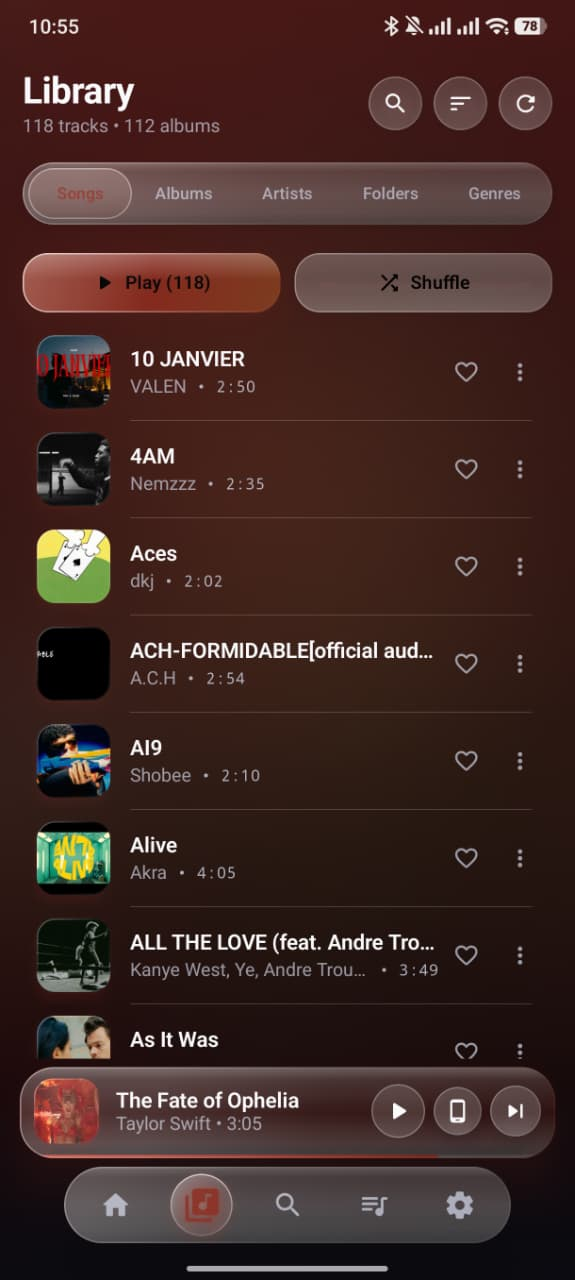 10:55
78
Library
118 tracks • 112 albums
Songs
Albums
Artists
Folders
Genres
Play (118)
Shuffle
10 JANVIER
VALEN • 2:50
4AM
Nemzzz • 2:35
Aces
dkj • 2:02
ACH-FORMIDABLE[official aud...
A.C.H • 2:54
AI9
Shobee • 2:10
Alive
Akra • 4:05
ALL THE LOVE (feat. Andre Tro...
Kanye West, Ye, Andre Trou... • 3:49
As It Was
The Fate of Ophelia
Taylor Swift • 3:05